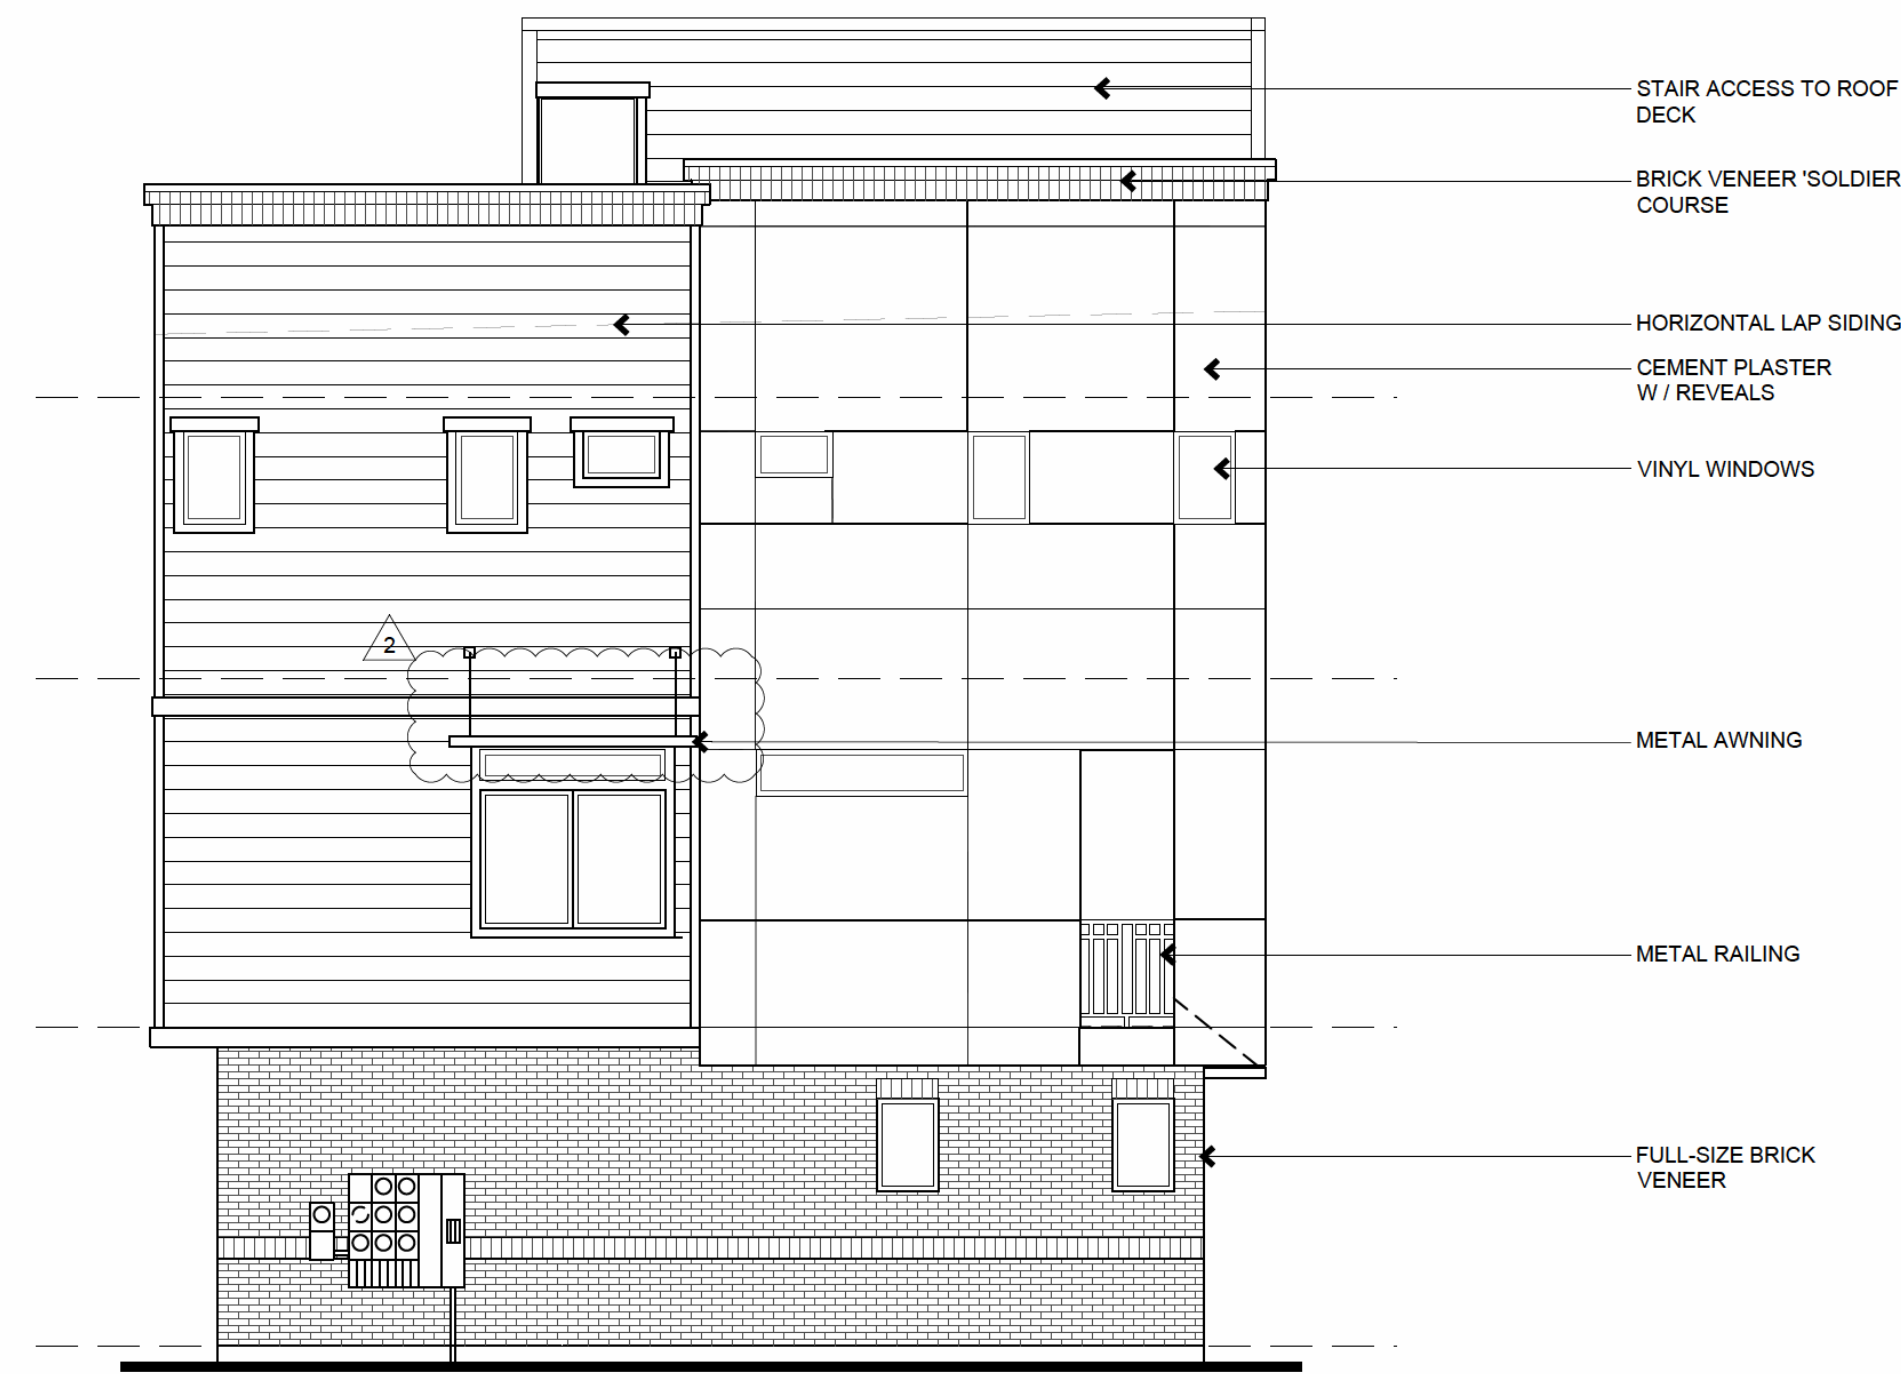 STAIR ACCESS TO ROOF
DECK
BRICK VENEER 'SOLDIER
COURSE
HORIZONTAL LAP SIDING
CEMENT PLASTER
W / REVEALS
VINYL WINDOWS
2
METAL AWNING
METAL RAILING
FULL-SIZE BRICK
VENEER